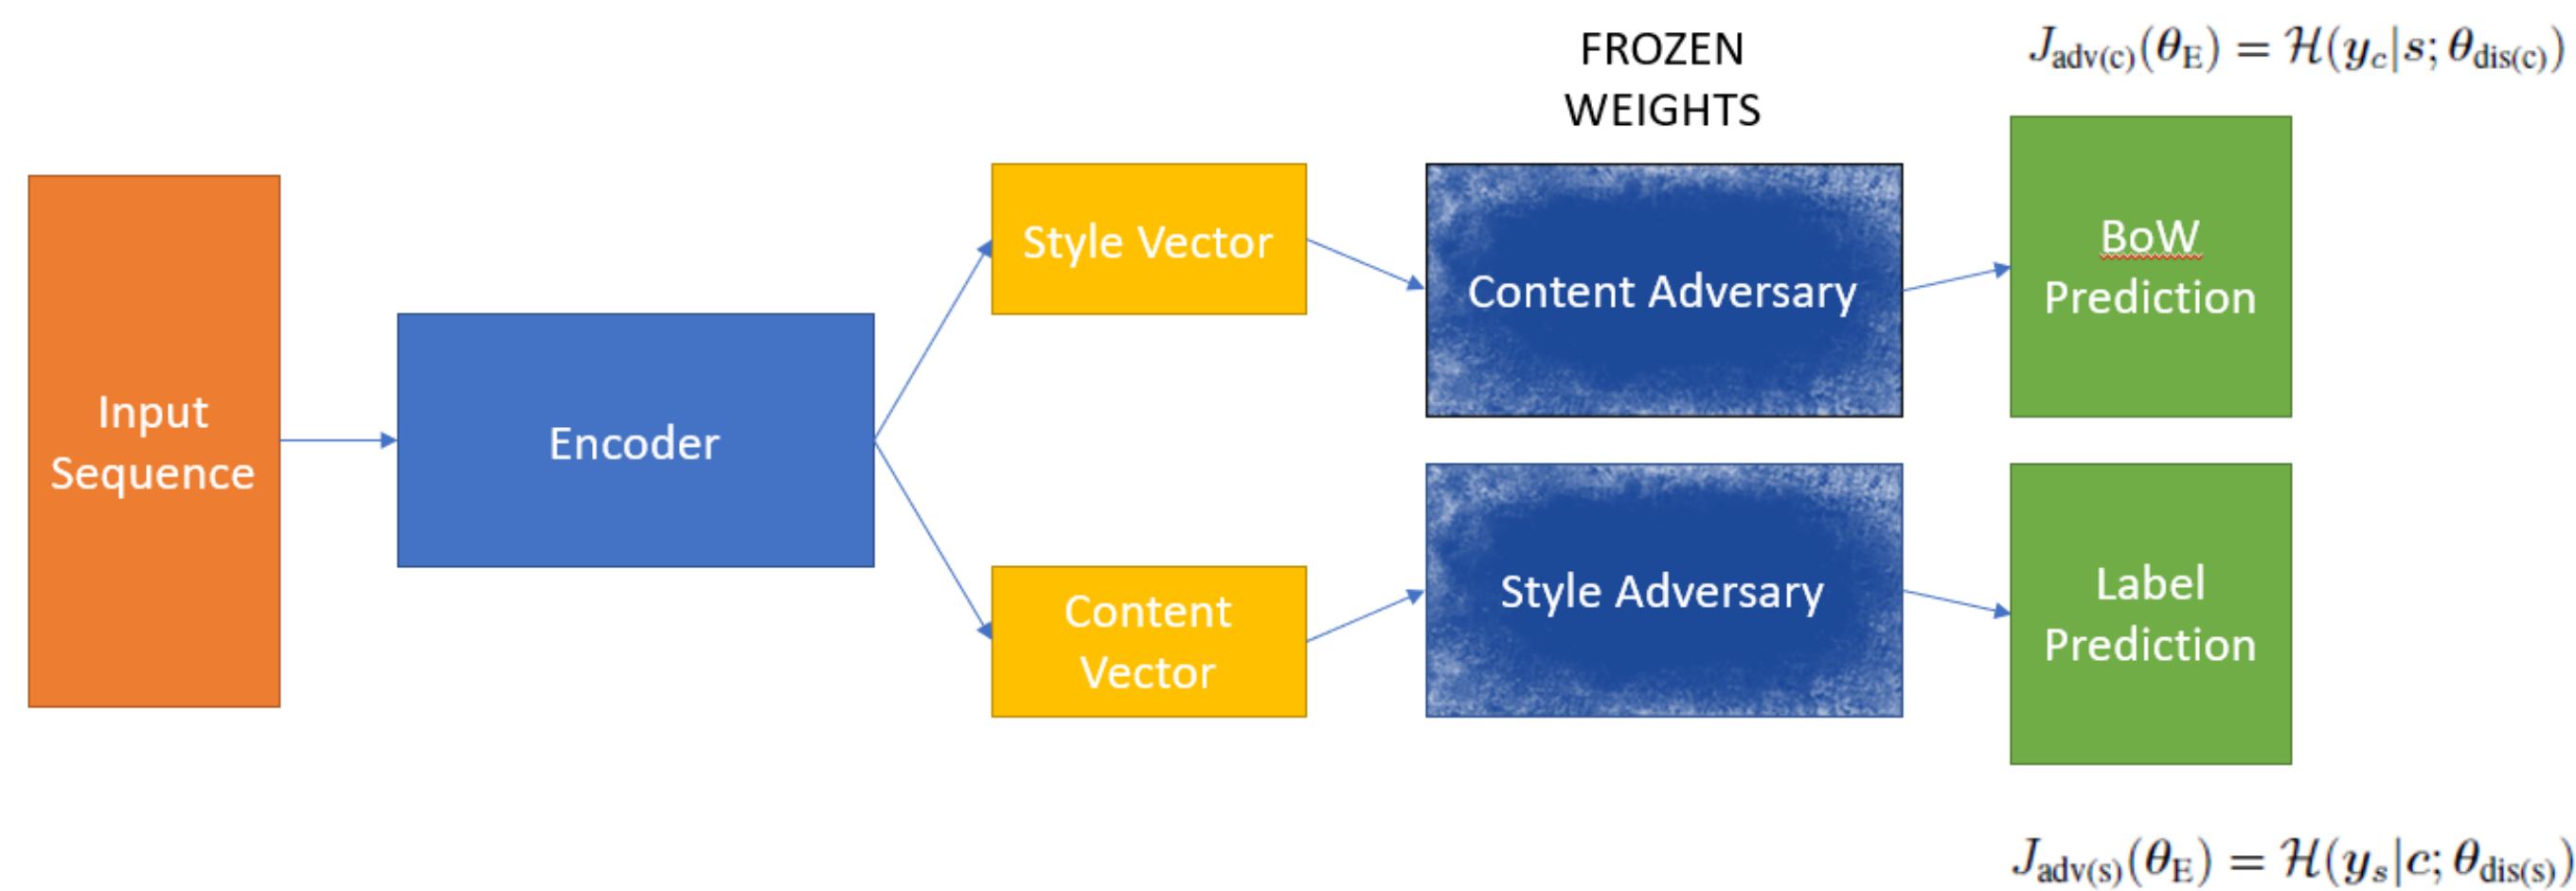 FROZEN
WEIGHTS
J_adv(c)(θ_E) = ℋ(y_c|s; θ_dis(c))
Input
Sequence
Encoder
Style Vector
Content
Vector
Content Adversary
Style Adversary
BoW
Prediction
Label
Prediction
J_adv(s)(θ_E) = ℋ(y_s|c; θ_dis(s))